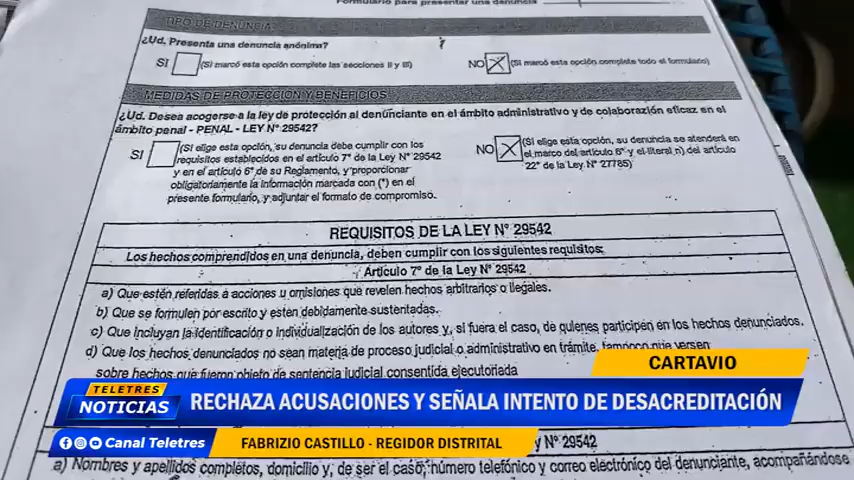 Formulario para presentar una denuncia
TIPO DE DENUNCIA
¿Ud. Presenta una denuncia anónima?
SI (Si marcó esta opción complete las secciones II y III) NO (Si marcó esta opción complete todo el formulario)
MEDIDAS DE PROTECCIÓN Y BENEFICIOS
¿Ud. Desea acogerse a la ley de protección al denunciante en el ámbito administrativo y de colaboración eficaz en el
ámbito penal - PENAL - LEY N° 29542?
SI (Si elige esta opción, su denuncia debe cumplir con los
requisitos establecidos en el artículo 7° de la Ley N° 29542
y en el artículo 6° de su Reglamento, y proporcionar
obligatoriamente la información marcada con (*) en el
presente formulario, y adjuntar el formato de compromiso.
NO (Si elige esta opción, su denuncia se atenderá en
el marco del artículo 6° y el literal n) del artículo
22° de la Ley N° 27785)
REQUISITOS DE LA LEY N° 29542
Los hechos comprendidos en una denuncia, deben cumplir con los siguientes requisitos:
Artículo 7° de la Ley N° 29542
a) Que estén referidas a acciones u omisiones que revelen hechos arbitrarios o ilegales.
b) Que se formulen por escrito y estén debidamente sustentadas.
c) Que incluyan la identificación o individualización de los autores y, si fuera el caso, de quienes participen en los hechos denunciados.
d) Que los hechos denunciados no sean materia de proceso judicial o administrativo en trámite, tampoco que versen
sobre hechos que fueron objeto de sentencia judicial consentida ejecutoriada
CARTAVIO
TELETRES
NOTICIAS
RECHAZA ACUSACIONES Y SEÑALA INTENTO DE DESACREDITACIÓN
Canal Teletres
FABRIZIO CASTILLO - REGIDOR DISTRITAL
y N° 29542
a) Nombres y apellidos completos, domicilio y, de ser el caso, número telefónico y correo electrónico del denunciante, acompañándose